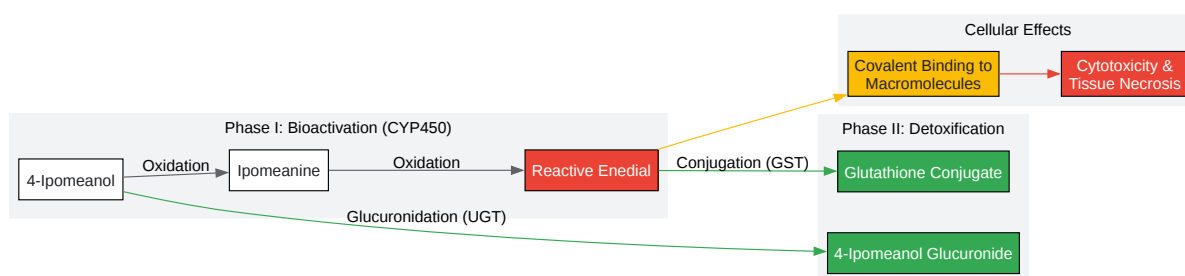 Cellular Effects
Covalent Binding to
Macromolecules
Cytotoxicity &
Tissue Necrosis
Phase I: Bioactivation (CYP450)
4-Ipomeanol
Oxidation
Ipomeanine
Oxidation
Reactive Enedial
Conjugation (GST)
Glucuronidation (UGT)
Phase II: Detoxification
Glutathione Conjugate
4-Ipomeanol Glucuronide